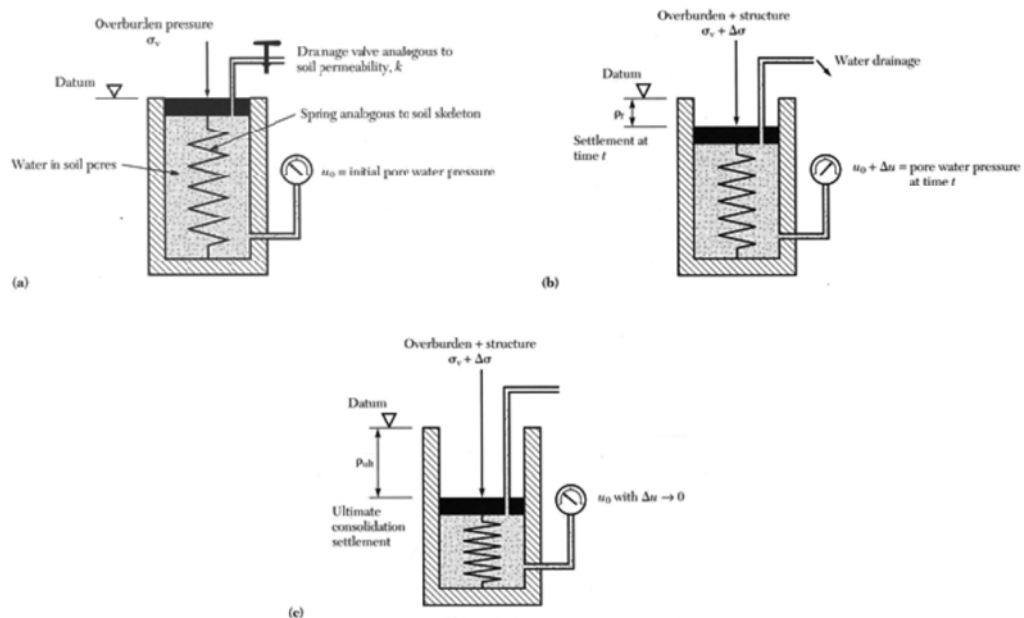 Overburden pressure
σv
Drainage valve analogous to
soil permeability, k
Datum
Spring analogous to soil skeleton
Water in soil pores
u0 = initial pore water pressure
(a)
Overburden + structure
σv + Δσ
Datum
Water drainage
Settlement at
time t
u0 + Δu = pore water pressure
at time t
(b)
Overburden + structure
σv + Δσ
Datum
ρult
Ultimate
consolidation
settlement
u0 with Δu → 0